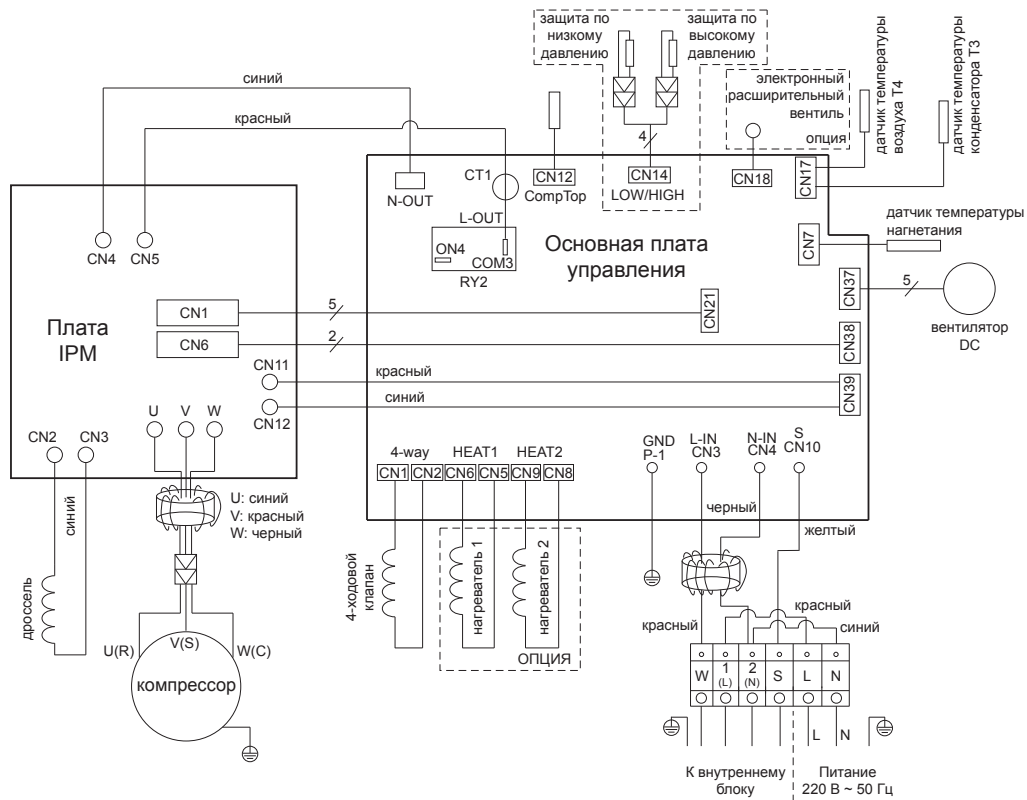 защита по
низкому
давлению
защита по
высокому
давлению
электронный
расширительный
вентиль
опция
датчик температуры
воздуха T4
датчик температуры
конденсатора T3
синий
красный
4
N-OUT
CT1
L-OUT
ON4
COM3
RY2
CN12
CompTop
CN14
LOW/HIGH
CN18
CN17
CN7
датчик температуры
нагнетания
Основная плата
управления
CN4
CN5
CN37
5
вентилятор
DC
Плата
IPM
CN1
5
CN21
CN6
2
CN38
CN11
красный
CN39
CN12
синий
U
V
W
CN2
CN3
синий
дроссель
U: синий
V: красный
W: черный
U(R)
V(S)
W(C)
компрессор
4-way
HEAT1
HEAT2
CN1
CN2
CN6
CN5
CN9
CN8
4-ходовой
клапан
нагреватель 1
нагреватель 2
ОПЦИЯ
GND
P-1
L-IN
CN3
N-IN
CN4
S
CN10
черный
желтый
красный
красный
синий
W
1
(L)
2
(N)
S
L
N
L
N
К внутреннему
блоку
Питание
220 В ~ 50 Гц